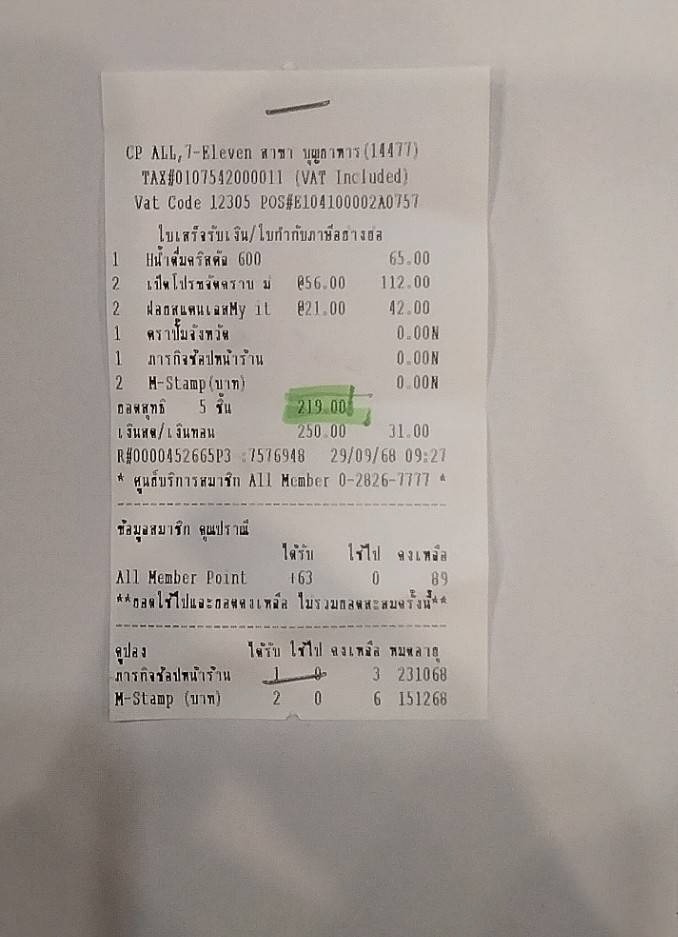 CP ALL,7-Eleven สาขา บุญถาหาร(14477)
TAX#0107542000011 (VAT Included)
Vat Code 12305 POS#E104100002A0757
ใบเสร็จรับเงิน/ใบกำกับภาษีอย่างย่อ
1 Hน้ำดื่มคริสตัล 600 65.00
2 เป็ดโปรขจัดคราบ ม่ @56.00 112.00
2 ฝอยสแตนเลสMy it @21.00 42.00
1 ตราปั๊มจังหวัด 0.00N
1 ภารกิจช้อปหน้าร้าน 0.00N
2 M-Stamp(บาท) 0.00N
ยอดสุทธิ 5 ชิ้น 219.00
เงินสด/เงินทอน 250.00 31.00
R#0000452665P3 :7576948 29/09/68 09:27
* ศูนย์บริการสมาชิก All Member 0-2826-7777 *
ข้อมูลสมาชิก คุณปราณี
ได้รับ ใช้ไป คงเหลือ
All Member Point +63 0 89
**ยอดใช้ไปและยอดคงเหลือ ไม่รวมยอดสะสมครั้งนี้**
คูปอง ได้รับ ใช้ไป คงเหลือ หมดอายุ
ภารกิจช้อปหน้าร้าน 1 0 3 231068
M-Stamp (บาท) 2 0 6 151268